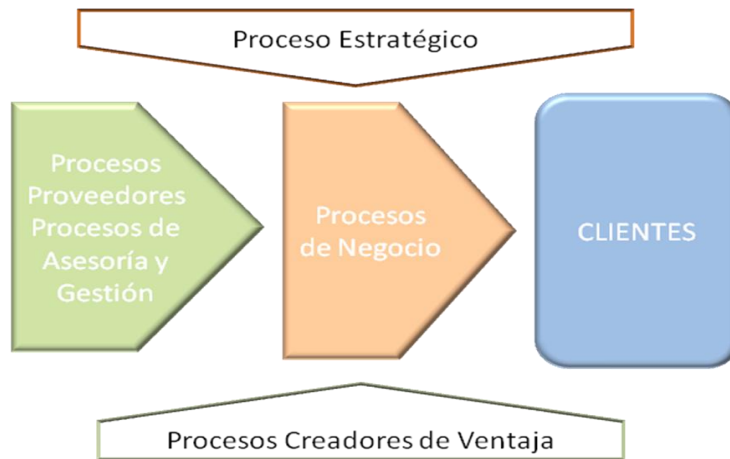 Proceso Estratégico
Procesos
Proveedores
Procesos de
Asesoría y
Gestión
Procesos
de Negocio
CLIENTES
Procesos Creadores de Ventaja